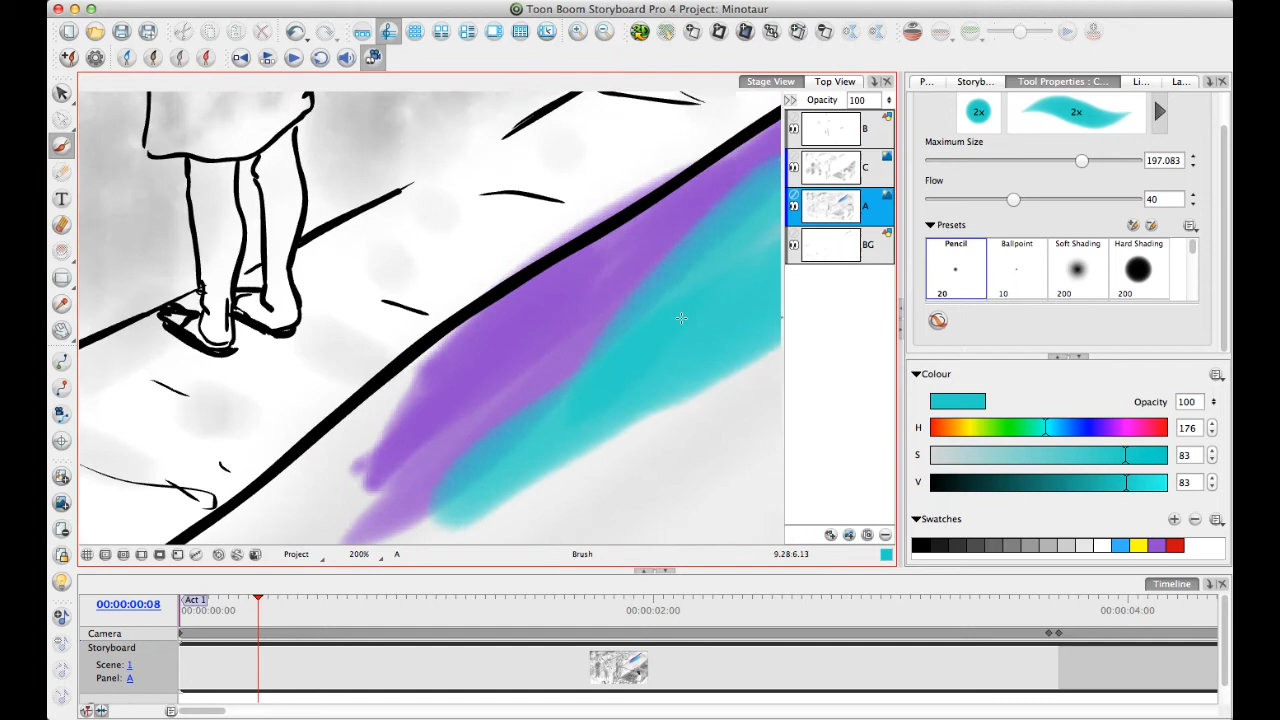 Toon Boom Storyboard Pro 4 Project: Minotaur
Stage View
Top View
P...
Storyb...
Tool Properties : C...
Li...
La...
Opacity 100
B
C
A
BG
2x
2x
Maximum Size
197.083
Flow
40
Presets
Pencil
Ballpoint
Soft Shading
Hard Shading
20
10
200
200
Colour
Opacity 100
H 176
S 83
V 83
Swatches
Project
200%
A
Brush
9.28:6.13
Timeline
00:00:00:08
Act 1
00:00:00:00
00:00:02:00
00:00:04:00
Camera
Storyboard
Scene: 1
Panel: A
T